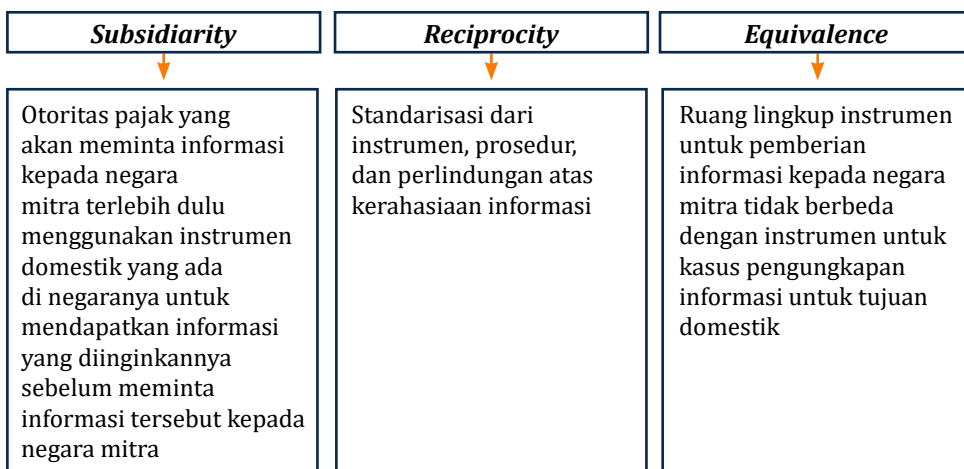 Subsidiarity
Otoritas pajak yang
akan meminta informasi
kepada negara
mitra terlebih dulu
menggunakan instrumen
domestik yang ada
di negaranya untuk
mendapatkan informasi
yang diinginkannya
sebelum meminta
informasi tersebut kepada
negara mitra
Reciprocity
Standarisasi dari
instrumen, prosedur,
dan perlindungan atas
kerahasiaan informasi
Equivalence
Ruang lingkup instrumen
untuk pemberian
informasi kepada negara
mitra tidak berbeda
dengan instrumen untuk
kasus pengungkapan
informasi untuk tujuan
domestik